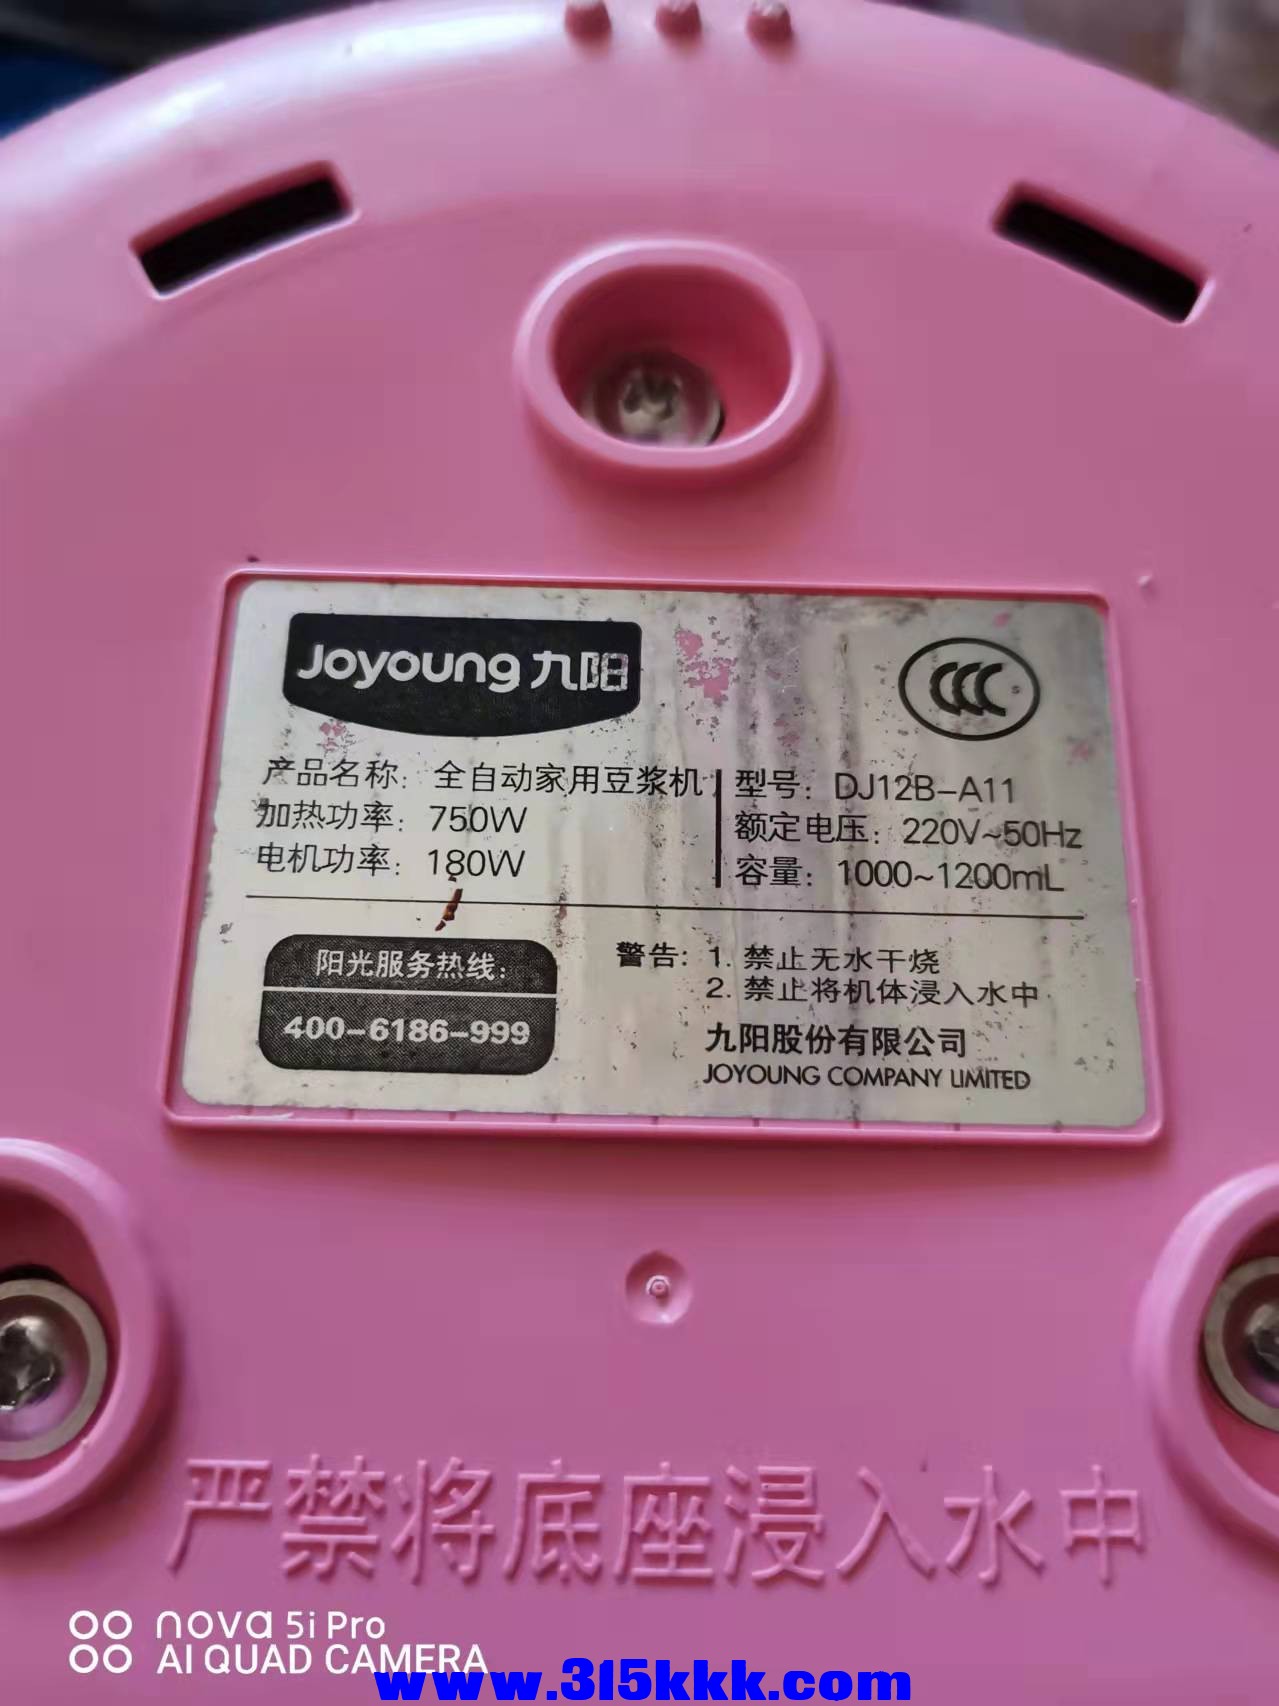 Joyoung 九阳
CCC S
产品名称: 全自动家用豆浆机
型号: DJ12B-A11
加热功率: 750W
额定电压: 220V~50Hz
电机功率: 180W
容量: 1000~1200mL
阳光服务热线:
400-6186-999
警告: 1. 禁止无水干烧
2. 禁止将机体浸入水中
九阳股份有限公司
JOYOUNG COMPANY LIMITED
严禁将底座浸入水中
nova 5i Pro
AI QUAD CAMERA
www.315kkk.com